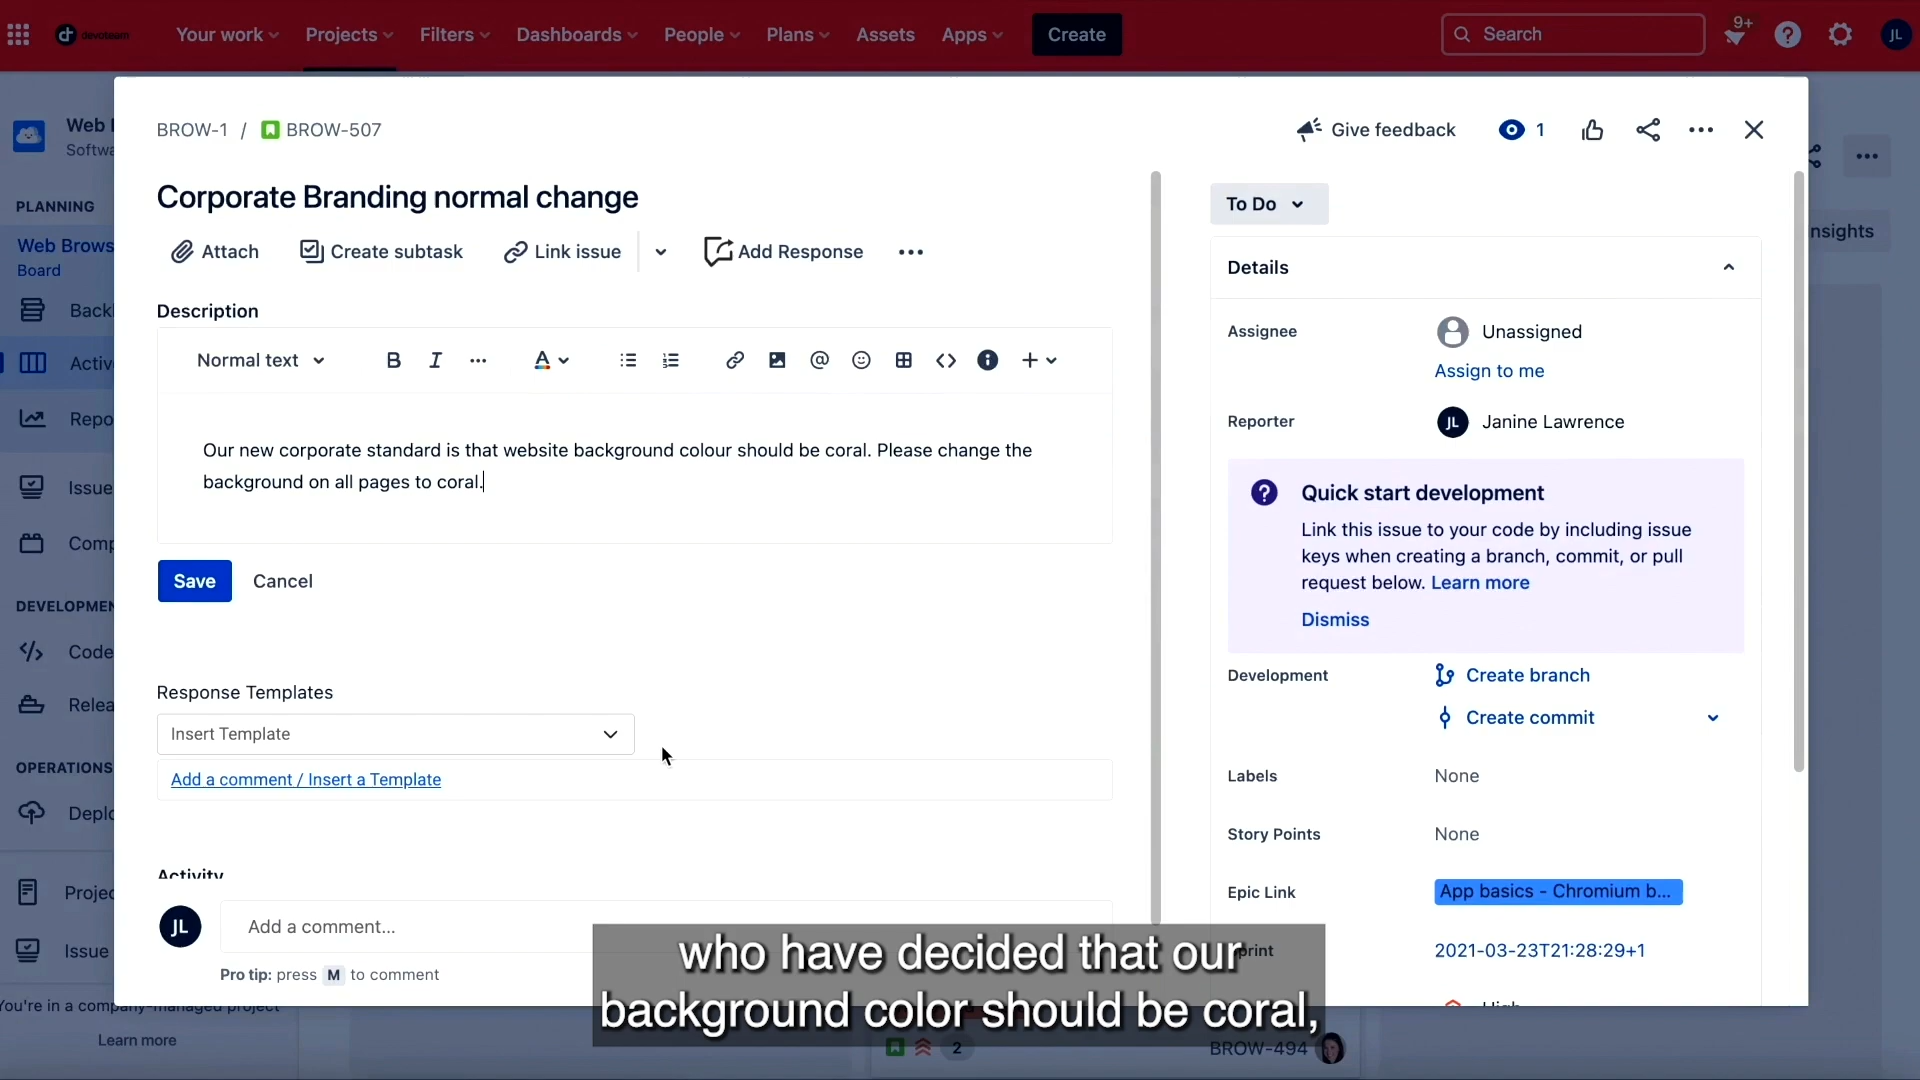 devoteam
Your work
Projects
Filters
Dashboards
People
Plans
Assets
Apps
Create
Search
9+
JL
Web
Softwa
PLANNING
Web Brows
Board
Back
Activ
Repo
Issue
Comp
DEVELOPMEN
Code
Relea
OPERATIONS
Deplo
Projec
Issue
You're in a company-managed project
Learn more
nsights
BROW-1 / BROW-507
Give feedback
1
Corporate Branding normal change
Attach
Create subtask
Link issue
Add Response
Description
Normal text
B I A
Our new corporate standard is that website background colour should be coral. Please change the
background on all pages to coral.
Save
Cancel
Response Templates
Insert Template
Add a comment / Insert a Template
Activity
JL
Add a comment...
Pro tip: press M to comment
To Do
Details
Assignee
Unassigned
Assign to me
Reporter
JL
Janine Lawrence
Quick start development
Link this issue to your code by including issue
keys when creating a branch, commit, or pull
request below. Learn more
Dismiss
Development
Create branch
Create commit
Labels
None
Story Points
None
Epic Link
App basics - Chromium b...
print
2021-03-23T21:28:29+1
High
who have decided that our
background color should be coral,
2
BROW-494